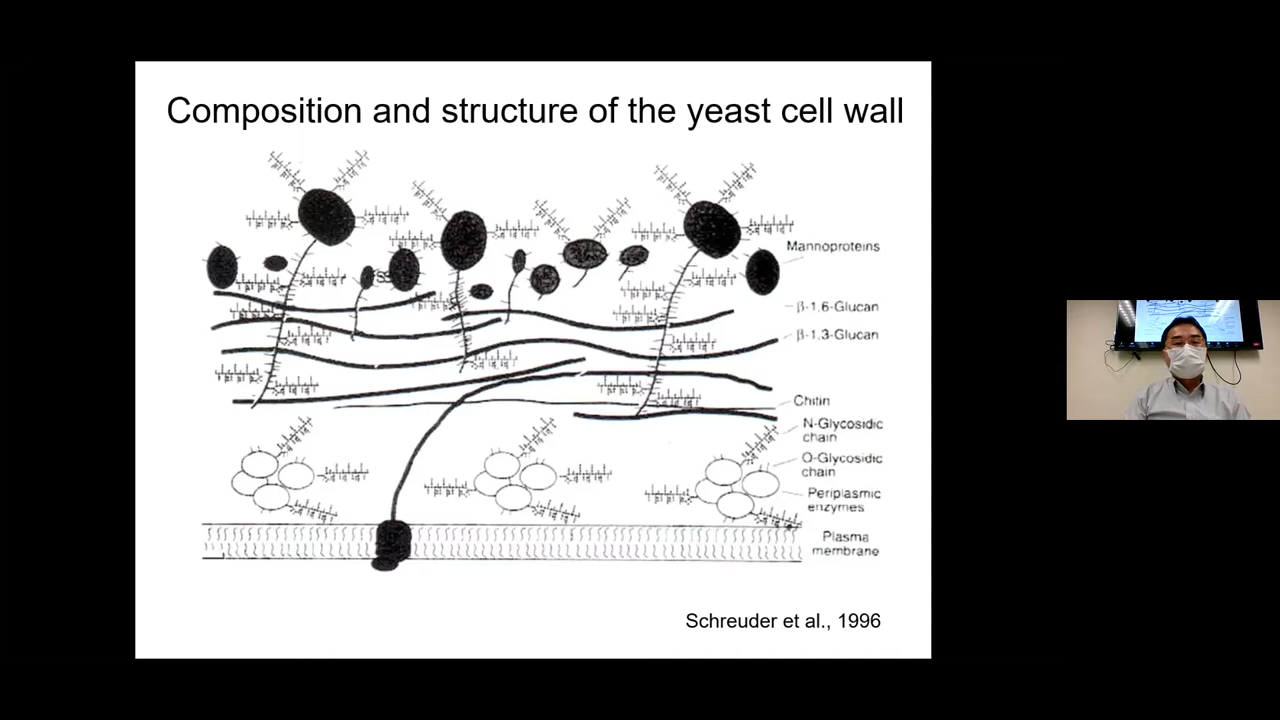 Composition and structure of the yeast cell wall
SS
Mannoproteins
β-1,6-Glucan
β-1,3-Glucan
Chitin
N-Glycosidic
chain
O-Glycosidic
chain
Periplasmic
enzymes
Plasma
membrane
Schreuder et al., 1996